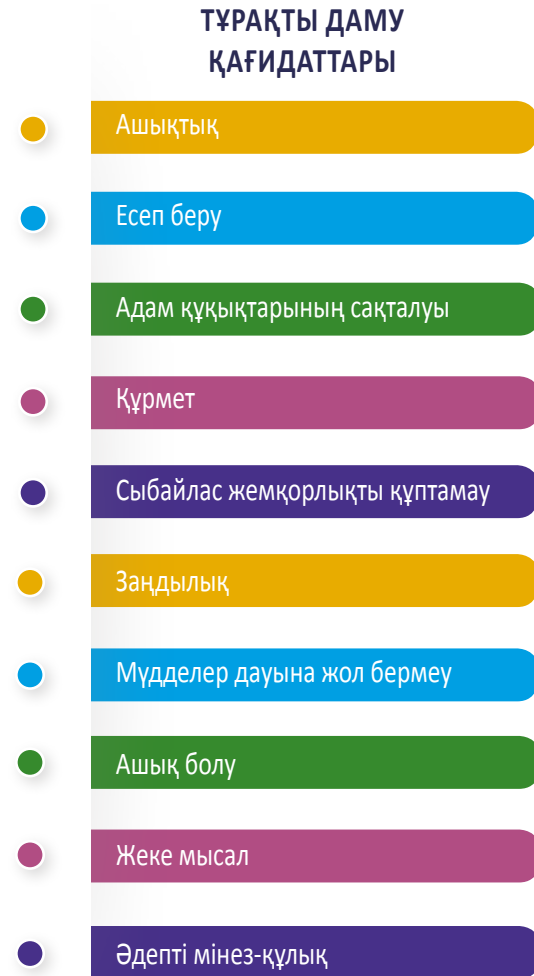 ТҰРАҚТЫ ДАМУ
ҚАҒИДАТТАРЫ
Ашықтық
Есеп беру
Адам құқықтарының сақталуы
Құрмет
Сыбайлас жемқорлықты құптамау
Заңдылық
Мүдделер дауына жол бермеу
Ашық болу
Жеке мысал
Әдепті мінез-құлық